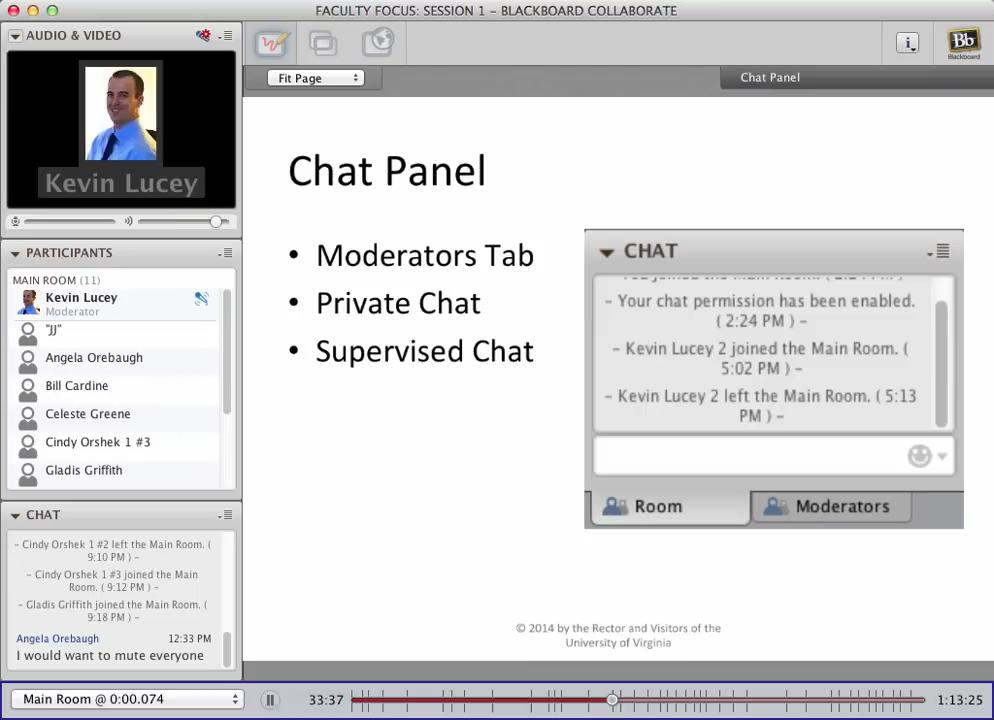 FACULTY FOCUS: SESSION 1 – BLACKBOARD COLLABORATE
AUDIO & VIDEO
Kevin Lucey
PARTICIPANTS
MAIN ROOM (11)
Kevin Lucey
Moderator
"JJ"
Angela Orebaugh
Bill Cardine
Celeste Greene
Cindy Orshek 1 #3
Gladis Griffith
CHAT
– Cindy Orshek 1 #2 left the Main Room. (
9:10 PM ) –
– Cindy Orshek 1 #3 joined the Main
Room. ( 9:12 PM ) –
– Gladis Griffith joined the Main Room. (
9:18 PM ) –
Angela Orebaugh 12:33 PM
I would want to mute everyone
Bb
Blackboard
Fit Page
Chat Panel
Chat Panel
• Moderators Tab
• Private Chat
• Supervised Chat
CHAT
– Your chat permission has been enabled.
( 2:24 PM ) –
– Kevin Lucey 2 joined the Main Room. (
5:02 PM ) –
– Kevin Lucey 2 left the Main Room. ( 5:13
PM ) –
Room
Moderators
© 2014 by the Rector and Visitors of the
University of Virginia
Main Room @ 0:00.074
33:37
1:13:25